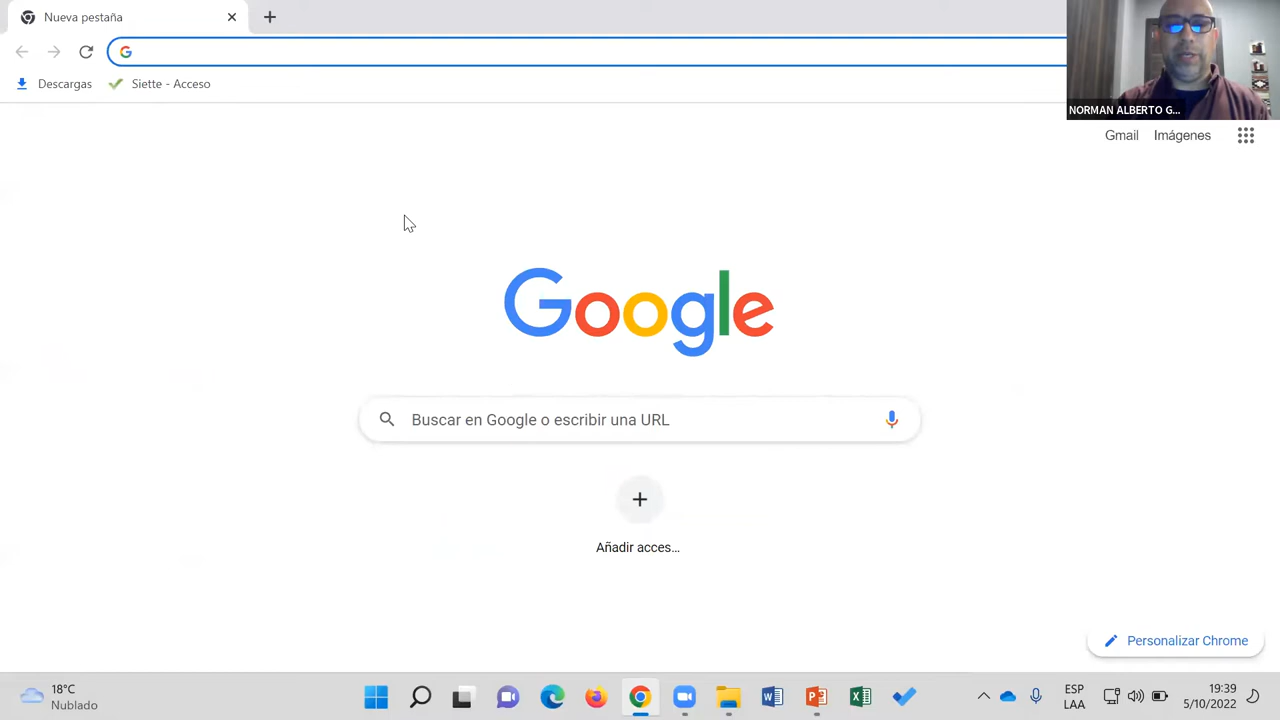 Nueva pestaña
Descargas
Siette - Acceso
NORMAN ALBERTO G...
Gmail
Imágenes
Google
Buscar en Google o escribir una URL
Añadir acces...
Personalizar Chrome
18°C
Nublado
ESP
LAA
19:39
5/10/2022